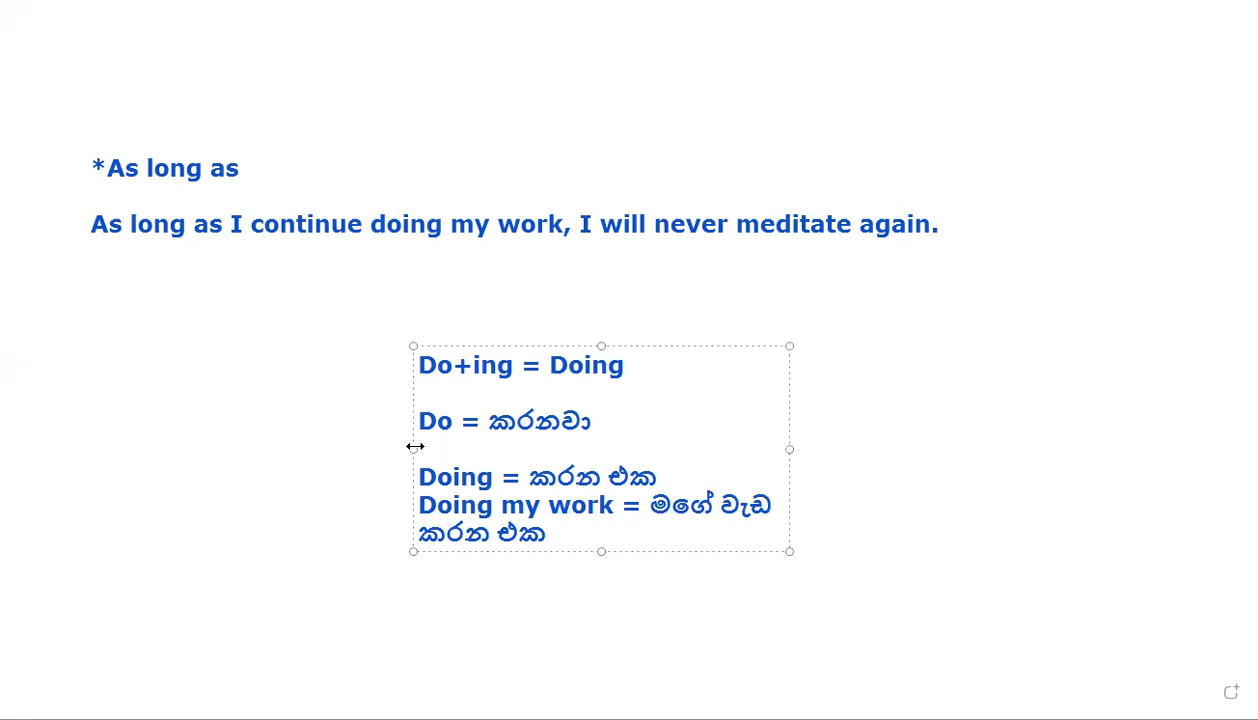 *As long as
As long as I continue doing my work, I will never meditate again.
Do+ing = Doing
Do = කරනවා
Doing = කරන එක
Doing my work = මගේ වැඩ
කරන එක